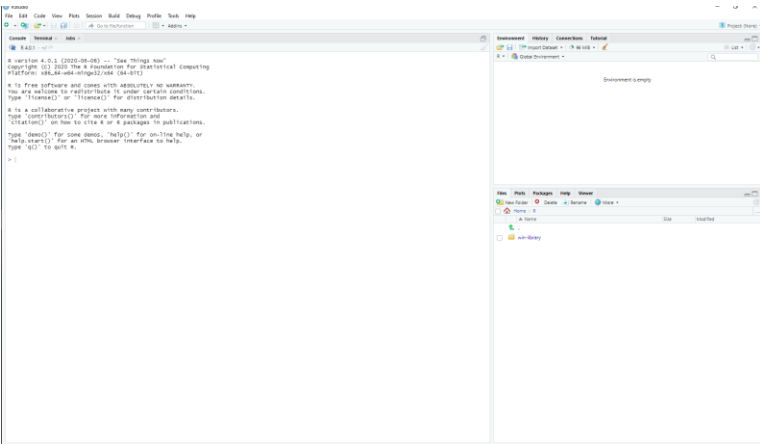 RStudio
File Edit Code View Plots Session Build Debug Profile Tools Help
Go to file/function Addins
Project: (None)
Console Terminal Jobs
R 4.0.1
R version 4.0.1 (2020-06-06) -- "See Things Now"
Copyright (C) 2020 The R Foundation for Statistical Computing
Platform: x86_64-w64-mingw32/x64 (64-bit)
R is free software and comes with ABSOLUTELY NO WARRANTY.
You are welcome to redistribute it under certain conditions.
Type 'license()' or 'licence()' for distribution details.
R is a collaborative project with many contributors.
Type 'contributors()' for more information and
'citation()' on how to cite R or R packages in publications.
Type 'demo()' for some demos, 'help()' for on-line help, or
'help.start()' for an HTML browser interface to help.
Type 'q()' to quit R.
>
Environment History Connections Tutorial
Import Dataset List
R Global Environment
Environment is empty
Files Plots Packages Help Viewer
New Folder Delete Rename More
Home R
Name Size Modified
..
win-library